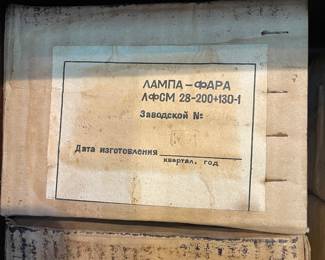 ЛАМПА-ФАРА
ЛФСМ 28-200+130-1
Заводской №
Дата изготовления
квартал, год